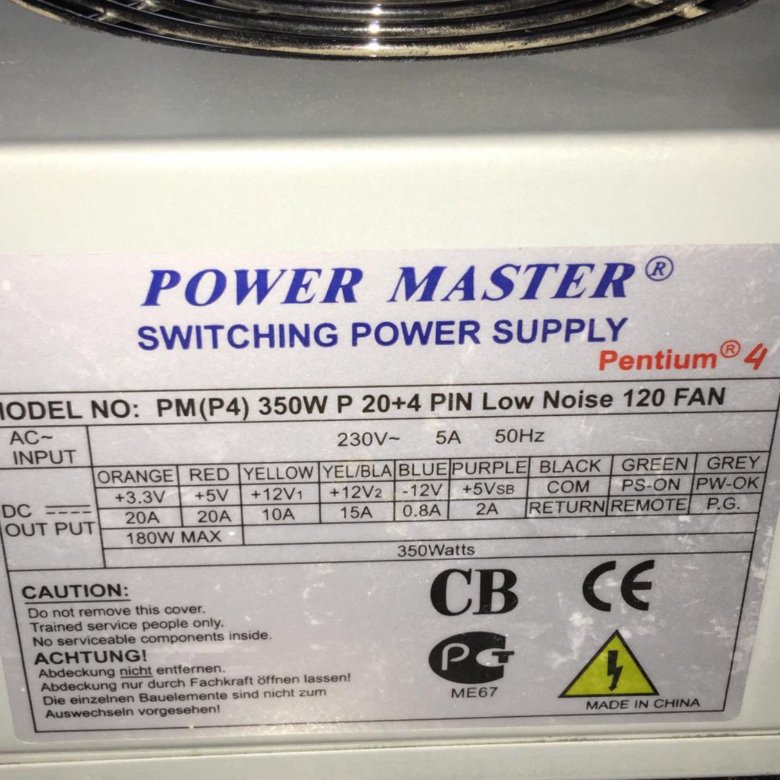 POWER MASTER®
SWITCHING POWER SUPPLY
Pentium® 4
MODEL NO: PM(P4) 350W P 20+4 PIN Low Noise 120 FAN
AC~ INPUT 230V~ 5A 50Hz
ORANGE RED YELLOW YEL/BLA BLUE PURPLE BLACK GREEN GREY
DC OUT PUT +3.3V +5V +12V1 +12V2 -12V +5VSB COM PS-ON PW-OK
20A 20A 10A 15A 0.8A 2A RETURN REMOTE P.G.
180W MAX
350Watts
CAUTION:
Do not remove this cover.
Trained service people only.
No serviceable components inside.
ACHTUNG!
Abdeckung nicht entfernen.
Abdeckung nur durch Fachkraft öffnen lassen!
Die einzelnen Bauelemente sind nicht zum
Auswechseln vorgesehen!
CB CE
PCT
ME67
MADE IN CHINA